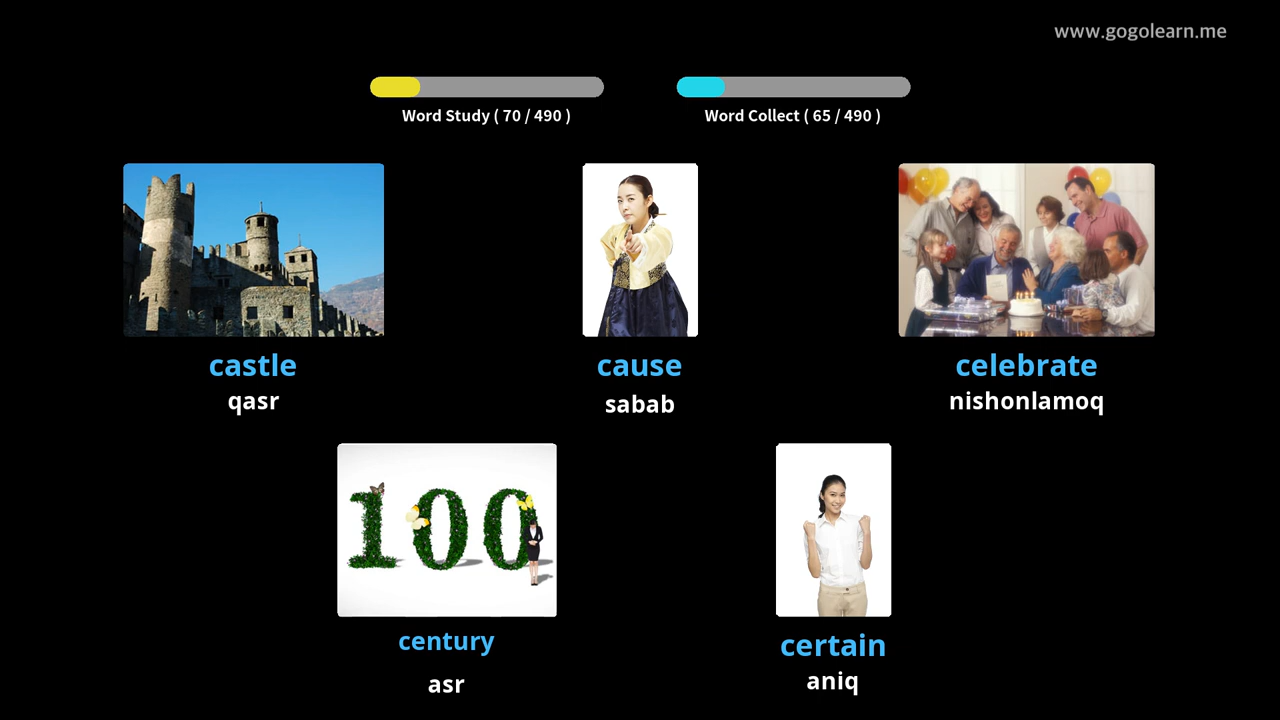 www.gogolearn.me
Word Study ( 70 / 490 )
Word Collect ( 65 / 490 )
castle
qasr
cause
sabab
celebrate
nishonlamoq
100
century
asr
certain
aniq